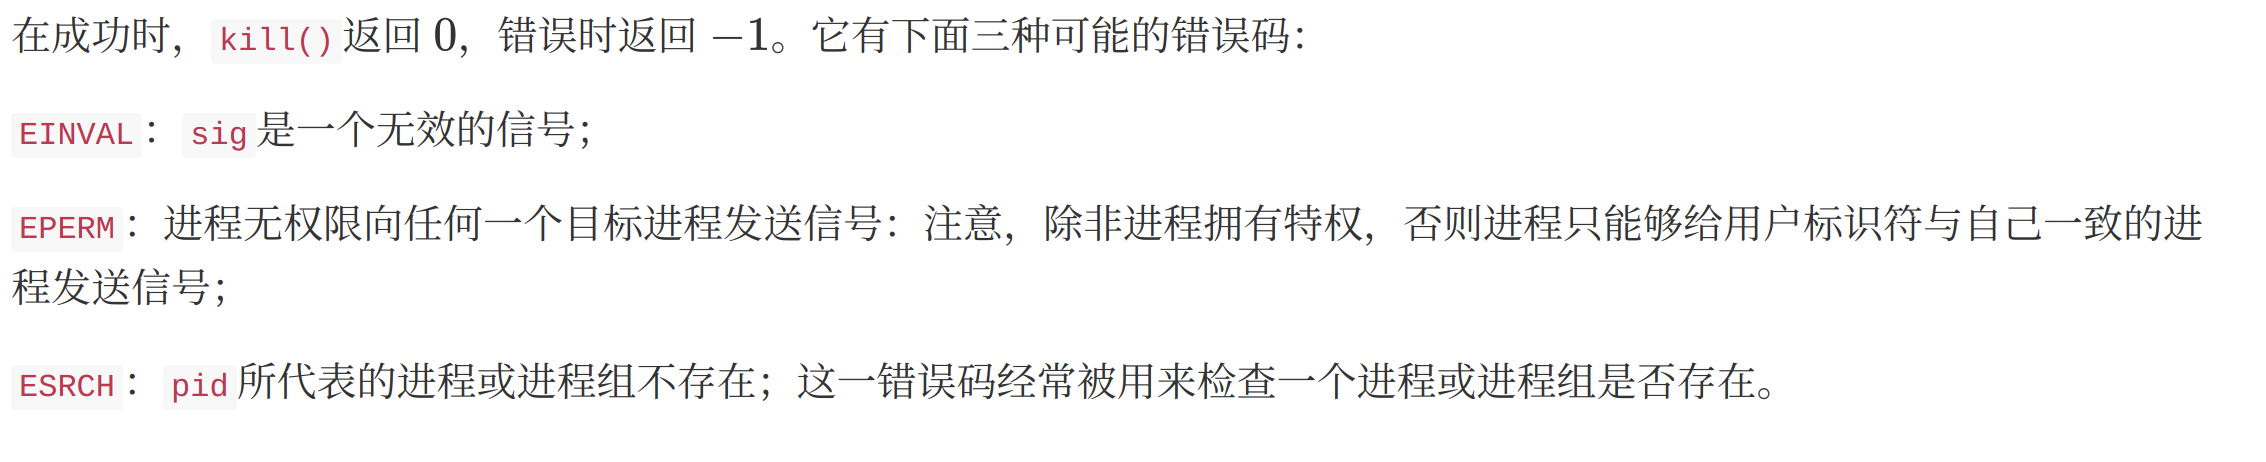 在成功时，kill()返回 0，错误时返回 −1。它有下面三种可能的错误码：
EINVAL：sig是一个无效的信号；
EPERM：进程无权限向任何一个目标进程发送信号：注意，除非进程拥有特权，否则进程只能够给用户标识符与自己一致的进
程发送信号；
ESRCH：pid所代表的进程或进程组不存在；这一错误码经常被用来检查一个进程或进程组是否存在。